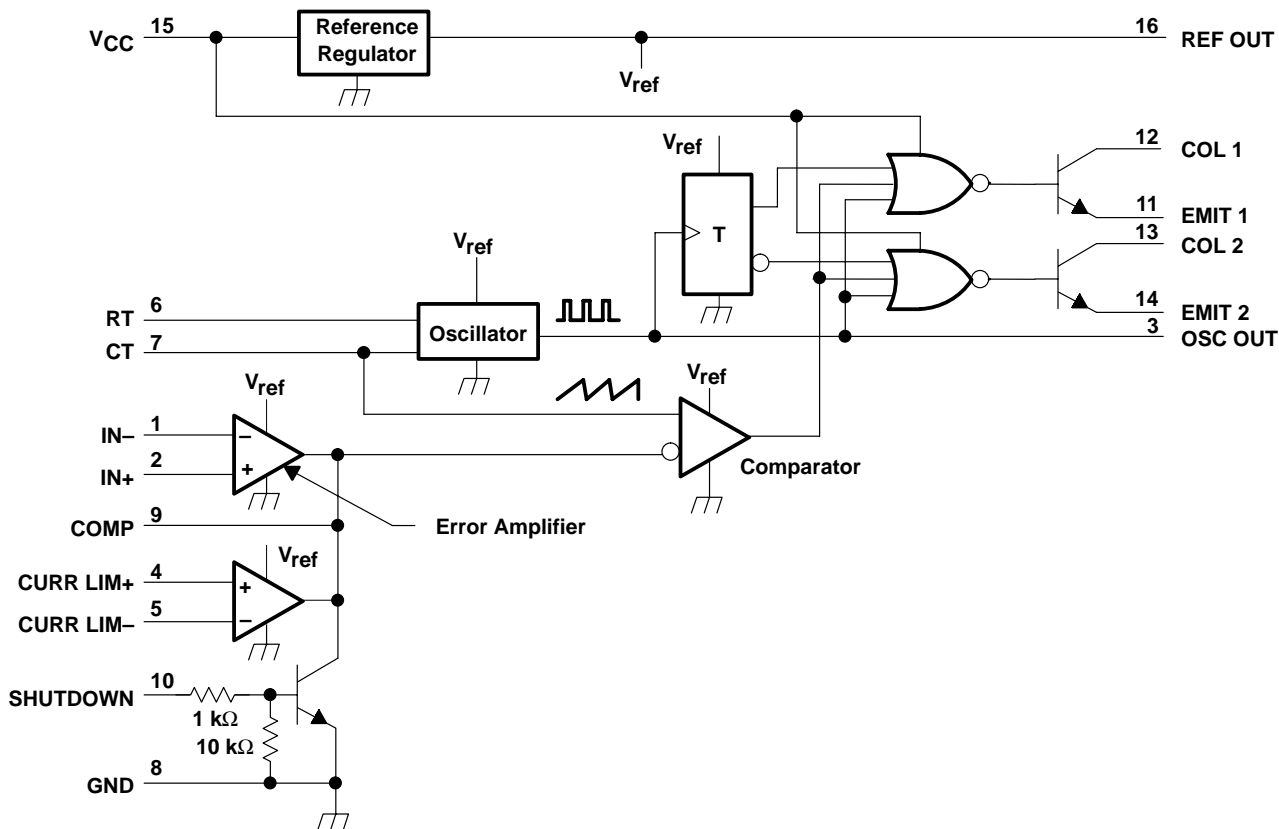 VCC 15
Reference
Regulator
16 REF OUT
Vref
Vref
12 COL 1
11 EMIT 1
13 COL 2
14 EMIT 2
3 OSC OUT
T
Vref
RT 6
CT 7
Oscillator
Vref
Vref
IN– 1
–
IN+ 2
+
Comparator
COMP 9
Error Amplifier
Vref
CURR LIM+ 4
+
CURR LIM– 5
–
SHUTDOWN 10
1 kΩ
10 kΩ
GND 8